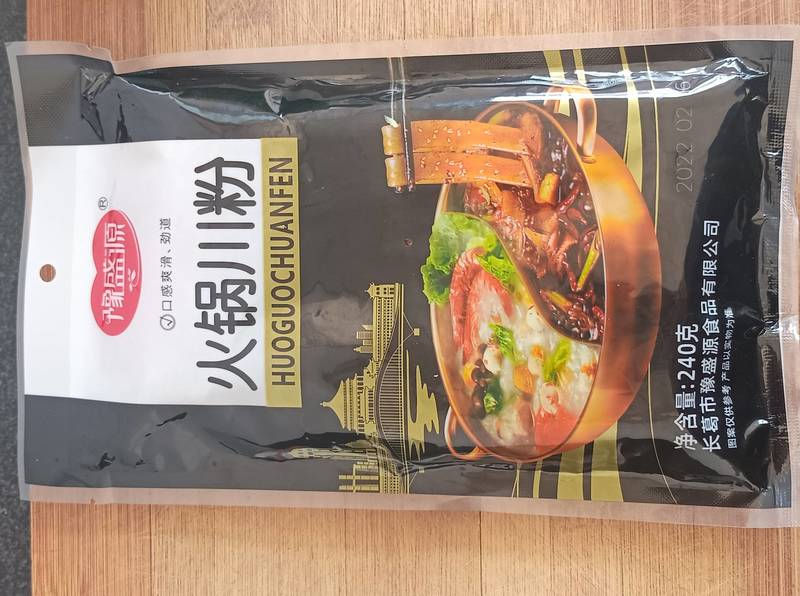 豫盛源®
口感爽滑、劲道
火锅川粉
HUOGUOCHUANFEN
净含量:240克
长葛市豫盛源食品有限公司
图案仅供参考 产品以实物为准
2022 02